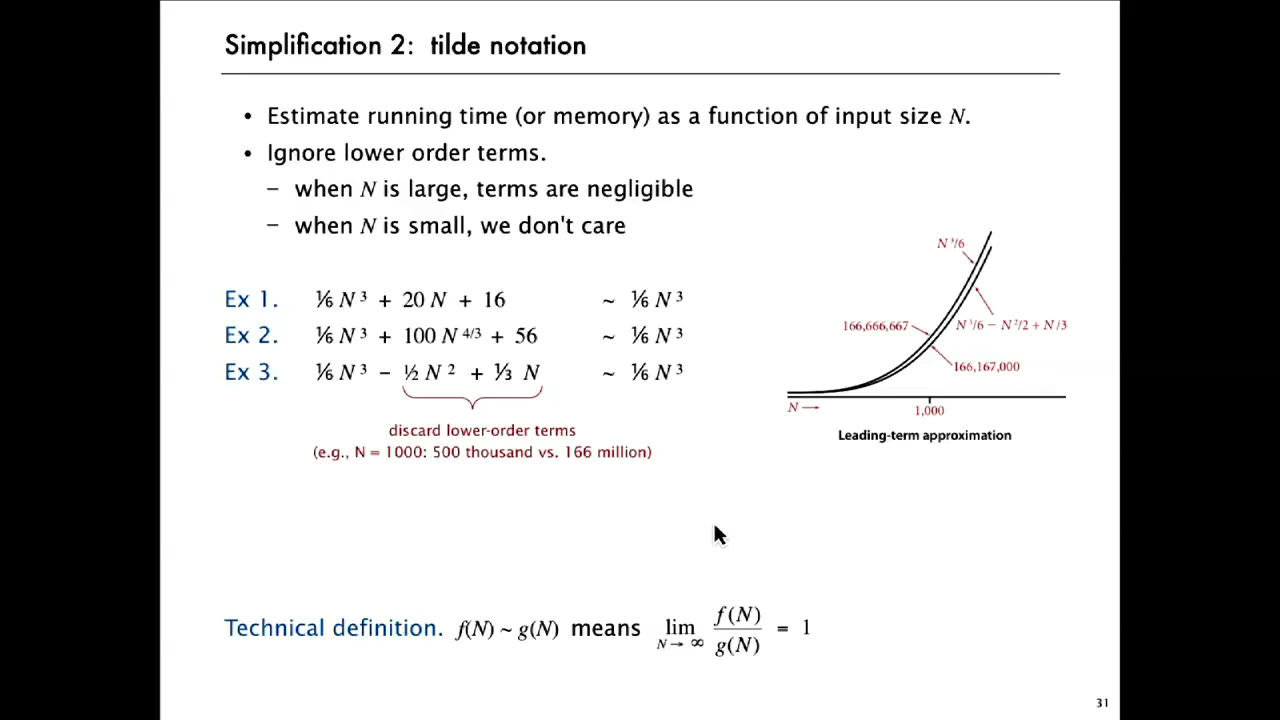 Simplification 2: tilde notation
• Estimate running time (or memory) as a function of input size N.
• Ignore lower order terms.
– when N is large, terms are negligible
– when N is small, we don't care
Ex 1. ⅙ N³ + 20 N + 16 ~ ⅙ N³
Ex 2. ⅙ N³ + 100 N^4/3 + 56 ~ ⅙ N³
Ex 3. ⅙ N³ − ½ N² + ⅓ N ~ ⅙ N³
discard lower-order terms
(e.g., N = 1000: 500 thousand vs. 166 million)
N³/6
166,666,667
N³/6 − N²/2 + N/3
166,167,000
N →
1,000
Leading-term approximation
Technical definition. f(N) ~ g(N) means lim N→∞ f(N)/g(N) = 1
31